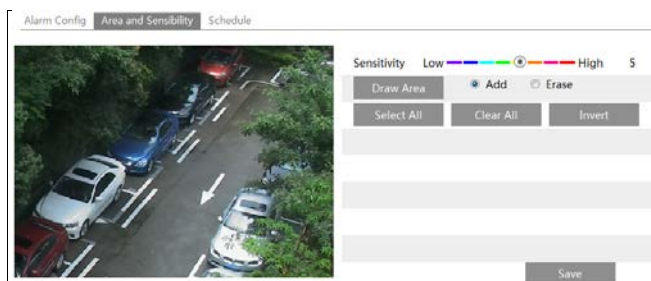 Alarm Config Area and Sensibility Schedule
Sensitivity Low High 5
Draw Area Add Erase
Select All Clear All Invert
Save